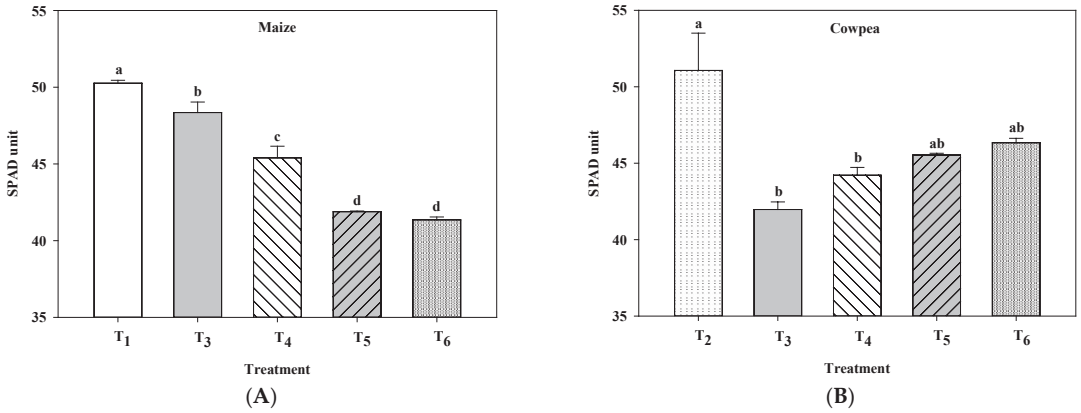 Maize
SPAD unit
55
50
45
40
35
a
b
c
d
d
T1
T3
T4
T5
T6
Treatment
(A)
Cowpea
SPAD unit
55
50
45
40
35
a
b
b
ab
ab
T2
T3
T4
T5
T6
Treatment
(B)